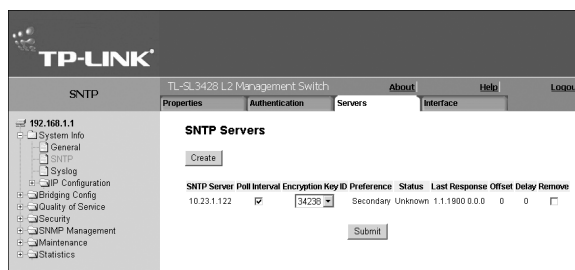 TP-LINK
SNTP
TL-SL3428 L2 Management Switch
About
Help
Logou
Properties
Authentication
Servers
Interface
192.168.1.1
System Info
General
SNTP
Syslog
IP Configuration
Bridging Config
Quality of Service
Security
SNMP Management
Maintenance
Statistics
SNTP Servers
Create
SNTP Server Poll Interval Encryption Key ID Preference Status Last Response Offset Delay Remove
10.23.1.122 34238 Secondary Unknown 1.1.1900 0.0.0 0 0
Submit